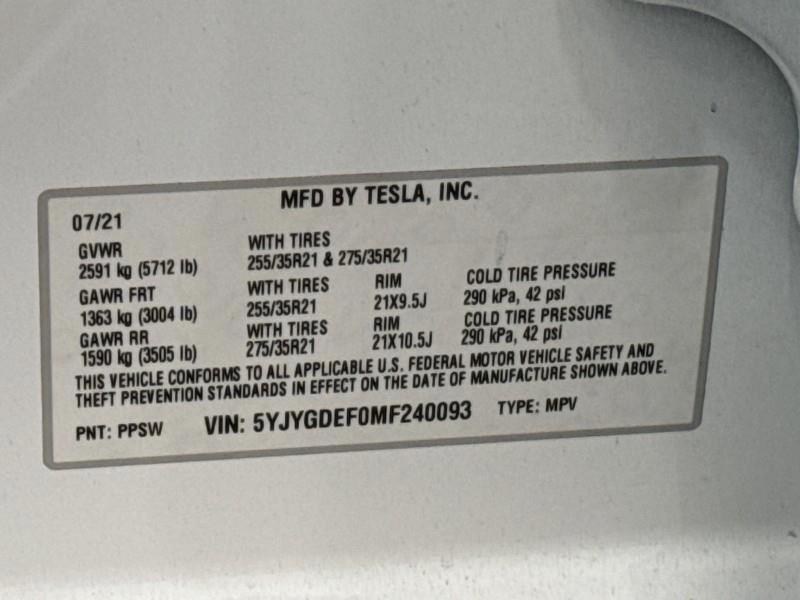 MFD BY TESLA, INC.
07/21
GVWR WITH TIRES
2591 kg (5712 lb) 255/35R21 & 275/35R21
GAWR FRT WITH TIRES RIM COLD TIRE PRESSURE
1363 kg (3004 lb) 255/35R21 21X9.5J 290 kPa, 42 psi
GAWR RR WITH TIRES RIM COLD TIRE PRESSURE
1590 kg (3505 lb) 275/35R21 21X10.5J 290 kPa, 42 psi
THIS VEHICLE CONFORMS TO ALL APPLICABLE U.S. FEDERAL MOTOR VEHICLE SAFETY AND
THEFT PREVENTION STANDARDS IN EFFECT ON THE DATE OF MANUFACTURE SHOWN ABOVE.
PNT: PPSW VIN: 5YJYGDEF0MF240093 TYPE: MPV